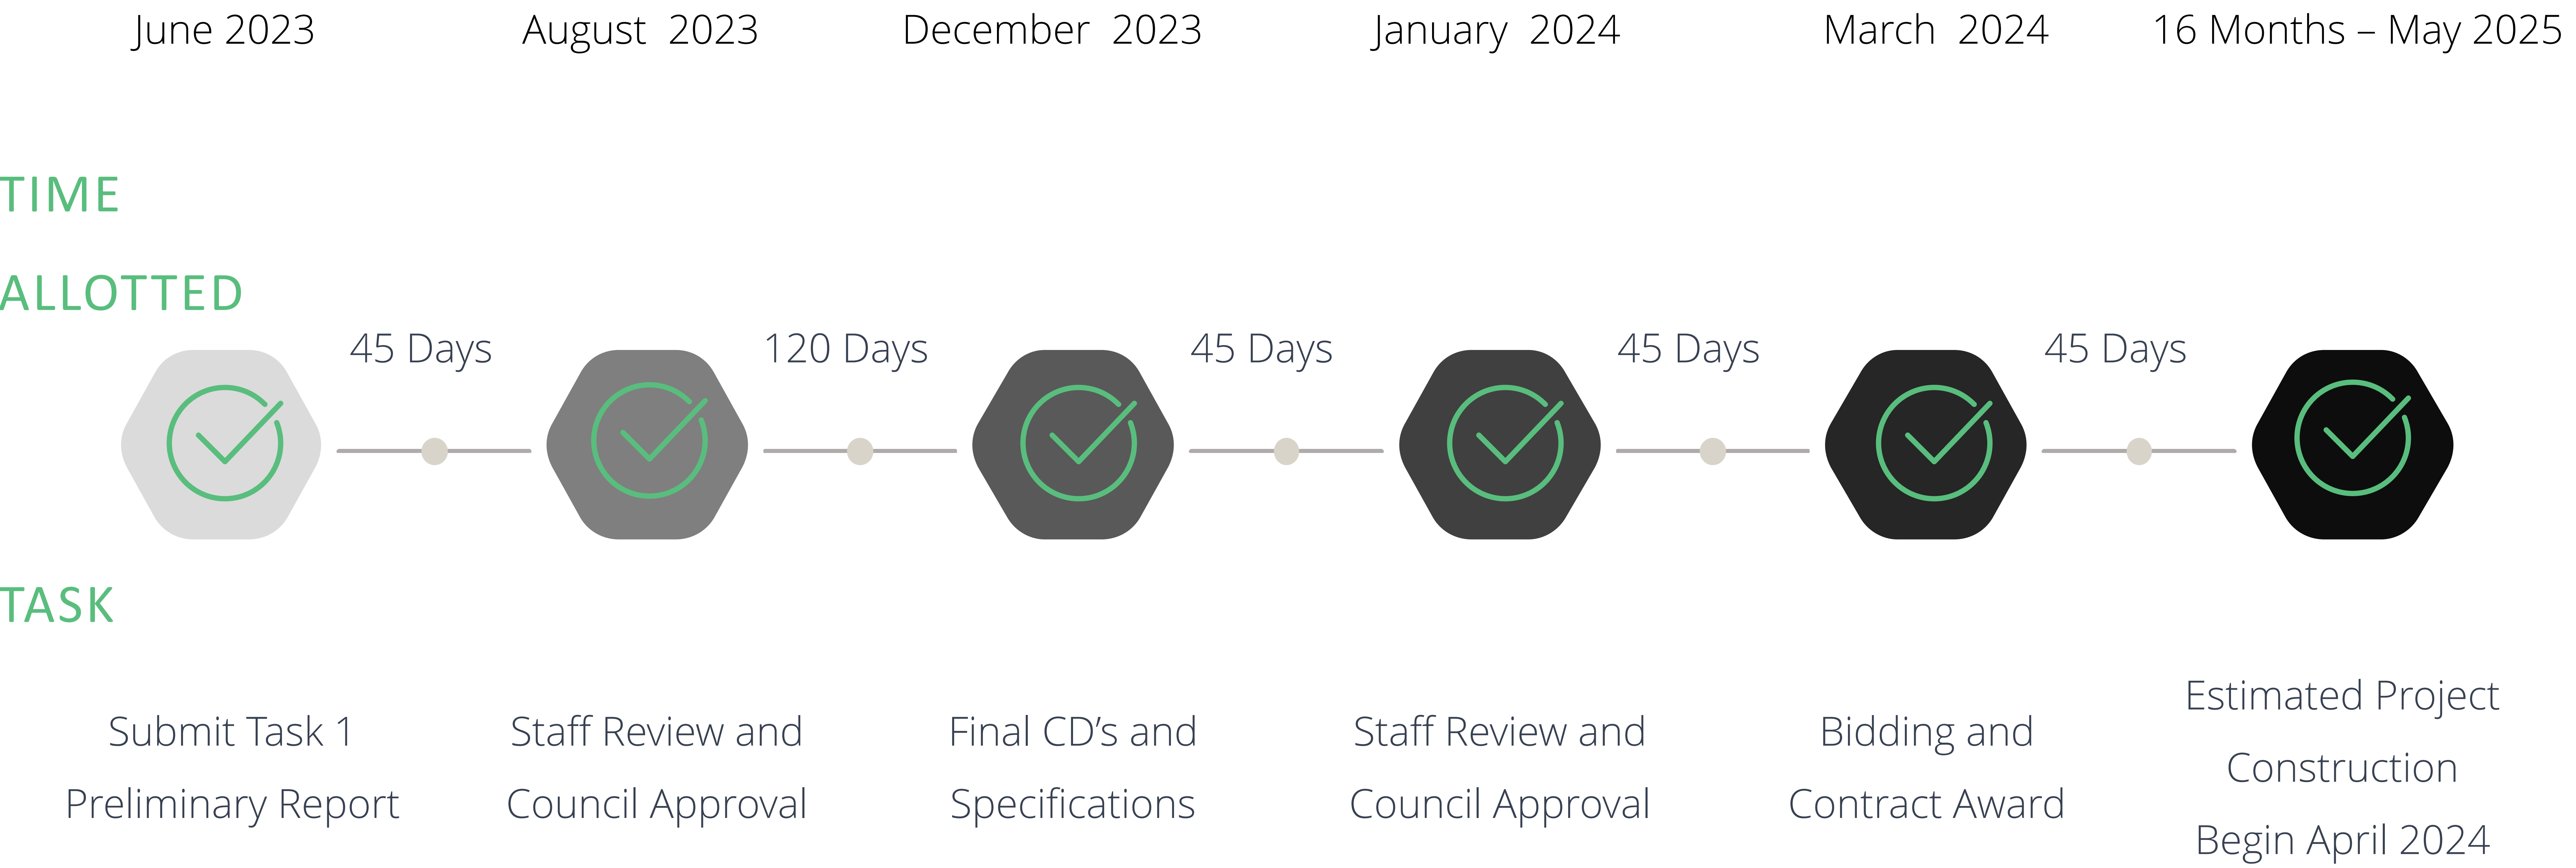 June 2023
August 2023
December 2023
January 2024
March 2024
16 Months – May 2025
TIME
ALLOTTED
45 Days
120 Days
45 Days
45 Days
45 Days
TASK
Submit Task 1
Preliminary Report
Staff Review and
Council Approval
Final CD’s and
Specifications
Staff Review and
Council Approval
Bidding and
Contract Award
Estimated Project
Construction
Begin April 2024